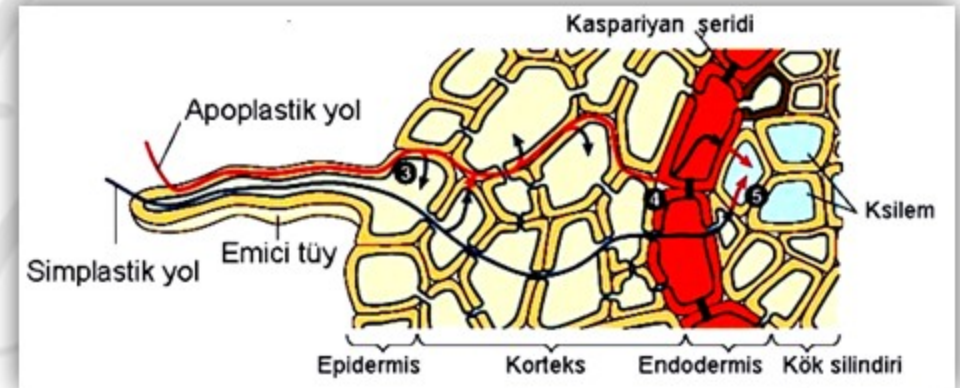 Kaspariyan şeridi
Apoplastik yol
3
4
5
Ksilem
Emici tüy
Simplastik yol
Epidermis Korteks Endodermis Kök silindiri